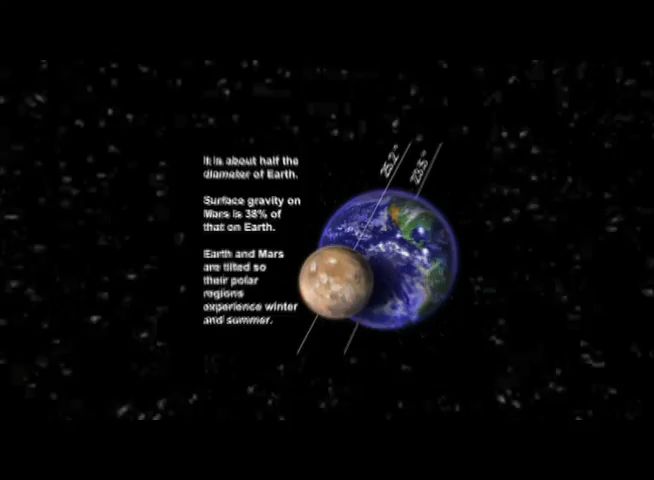 It is about half the
diameter of Earth.
Surface gravity on
Mars is 38% of
that on Earth.
Earth and Mars
are tilted so
their polar
regions
experience winter
and summer.
25.2°
23.5°